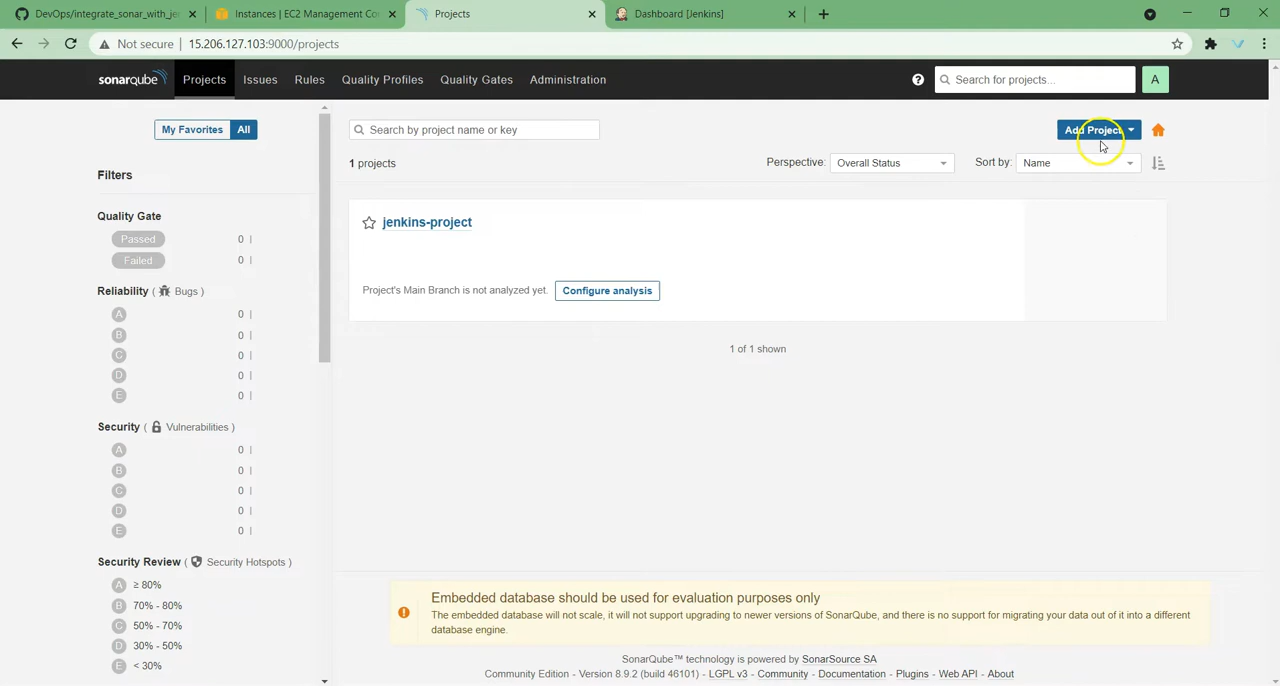 DevOps/integrate_sonar_with_je
Instances | EC2 Management Co
Projects
Dashboard [Jenkins]
Not secure | 15.206.127.103:9000/projects
sonarqube
Projects
Issues
Rules
Quality Profiles
Quality Gates
Administration
?
Search for projects...
A
My Favorites
All
Search by project name or key
Add Project
1 projects
Perspective:
Overall Status
Sort by:
Name
Filters
Quality Gate
Passed 0
Failed 0
Reliability ( Bugs )
A 0
B 0
C 0
D 0
E 0
Security ( Vulnerabilities )
A 0
B 0
C 0
D 0
E 0
Security Review ( Security Hotspots )
A ≥ 80%
B 70% - 80%
C 50% - 70%
D 30% - 50%
E < 30%
jenkins-project
Project's Main Branch is not analyzed yet.
Configure analysis
1 of 1 shown
Embedded database should be used for evaluation purposes only
The embedded database will not scale, it will not support upgrading to newer versions of SonarQube, and there is no support for migrating your data out of it into a different
database engine.
SonarQube™ technology is powered by SonarSource SA
Community Edition - Version 8.9.2 (build 46101) - LGPL v3 - Community - Documentation - Plugins - Web API - About